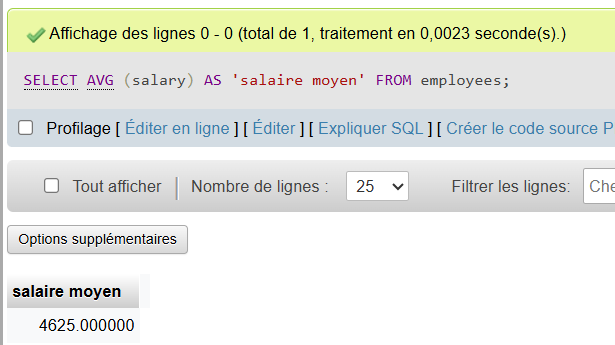 Affichage des lignes 0 - 0 (total de 1, traitement en 0,0023 seconde(s).)
SELECT AVG (salary) AS 'salaire moyen' FROM employees;
Profilage [ Éditer en ligne ] [ Éditer ] [ Expliquer SQL ] [ Créer le code source P
Tout afficher | Nombre de lignes : 25 Filtrer les lignes: Che
Options supplémentaires
salaire moyen
4625.000000